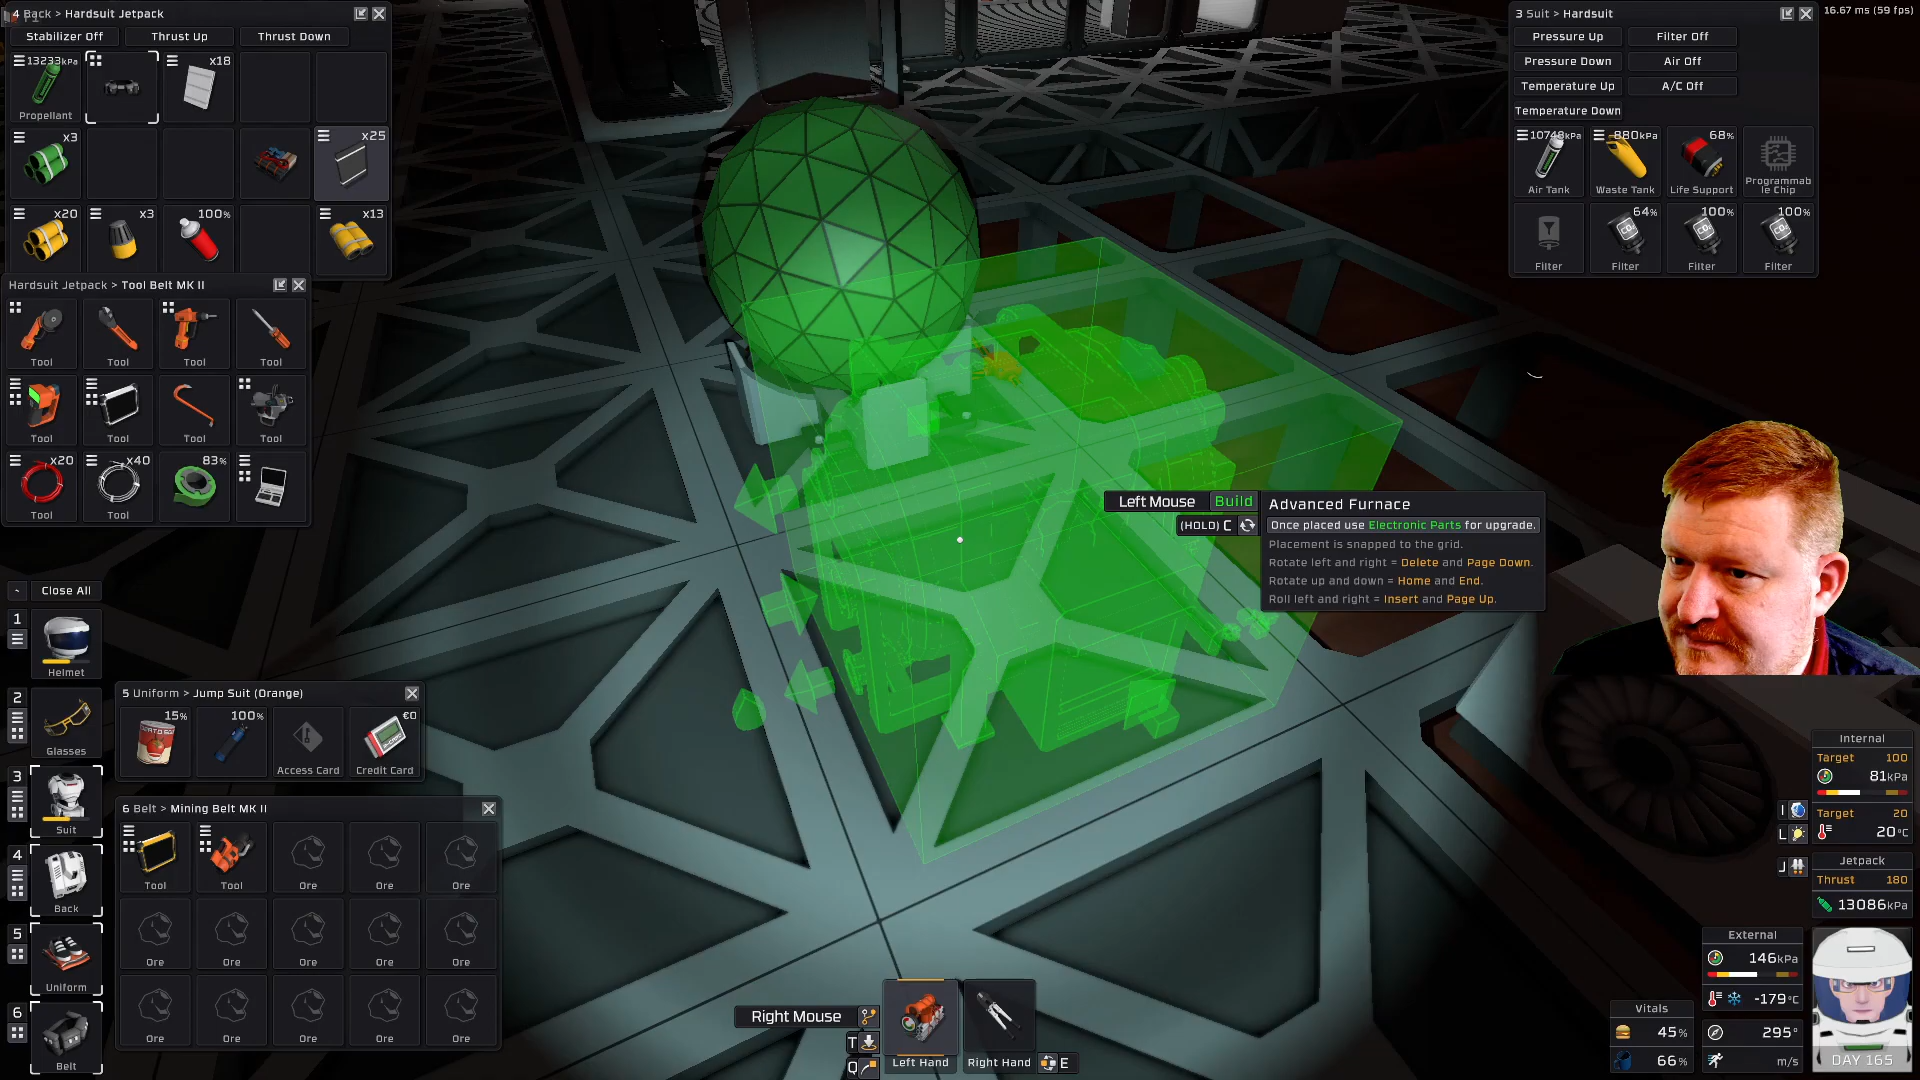 4 Back > Hardsuit Jetpack
Stabilizer Off
Thrust Up
Thrust Down
13233kPa
x18
Propellant
x3
x25
x20
x3
100%
x13
Hardsuit Jetpack > Tool Belt MK II
Tool
Tool
Tool
Tool
Tool
Tool
Tool
Tool
x20
x40
83%
Tool
Tool
~
Close All
1
Helmet
2
Glasses
3
Suit
4
Back
5
Uniform
6
Belt
5 Uniform > Jump Suit (Orange)
15%
100%
€0
Access Card
Credit Card
6 Belt > Mining Belt MK II
Tool
Tool
Ore
Ore
Ore
Ore
Ore
Ore
Ore
Ore
Ore
Ore
Ore
Ore
Ore
Left Mouse
Build
(HOLD) C
Advanced Furnace
Once placed use Electronic Parts for upgrade.
Placement is snapped to the grid.
Rotate left and right = Delete and Page Down.
Rotate up and down = Home and End.
Roll left and right = Insert and Page Up.
Right Mouse
T
Q
Left Hand
Right Hand
E
3 Suit > Hardsuit
16.67 ms (59 fps)
Pressure Up
Filter Off
Pressure Down
Air Off
Temperature Up
A/C Off
Temperature Down
10748kPa
880kPa
68%
Air Tank
Waste Tank
Life Support
Programmab
le Chip
64%
100%
100%
Filter
Filter
Filter
Filter
Internal
Target 100
81kPa
Target 20
20°C
I
L
J
Jetpack
Thrust 180
13086kPa
External
146kPa
-179°C
Vitals
45%
66%
295°
m/s
DAY 165